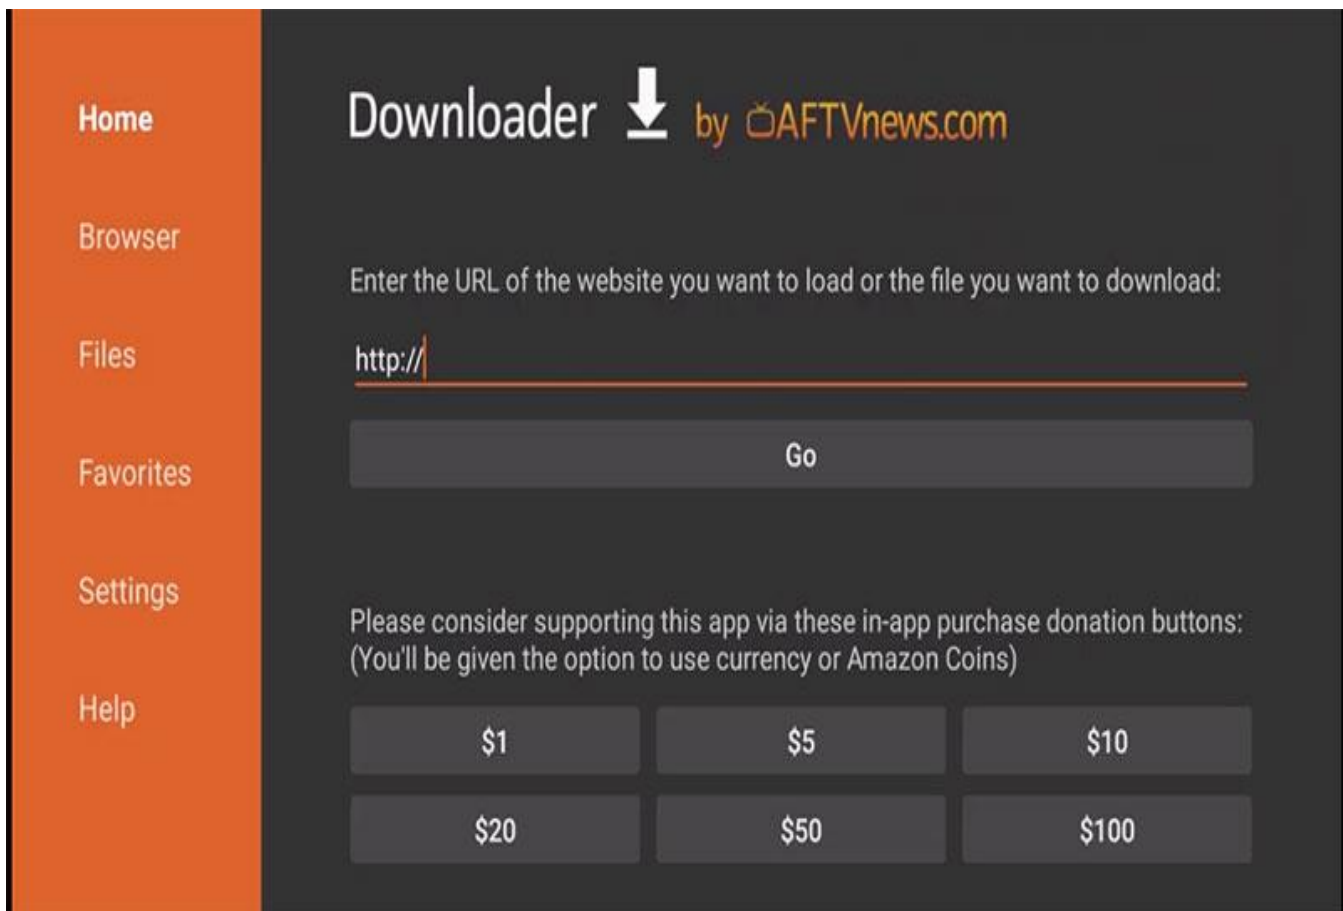 Home
Browser
Files
Favorites
Settings
Help
Downloader by AFTVnews.com
Enter the URL of the website you want to load or the file you want to download:
http://
Go
Please consider supporting this app via these in-app purchase donation buttons:
(You'll be given the option to use currency or Amazon Coins)
$1 $5 $10
$20 $50 $100